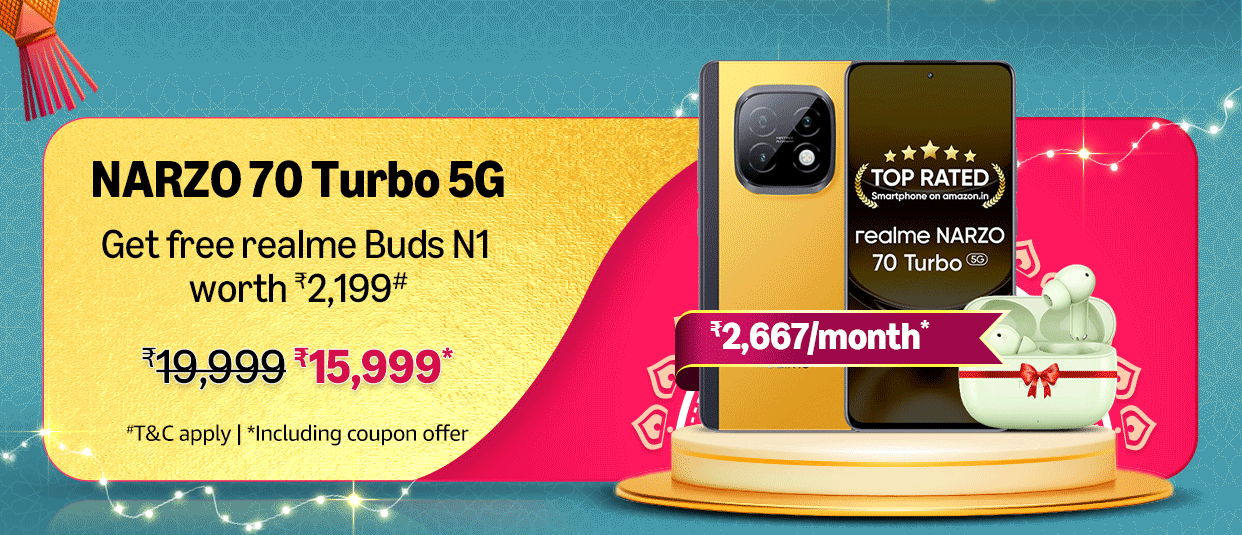 NARZO 70 Turbo 5G
Get free realme Buds N1
worth ₹2,199#
₹19,999 ₹15,999*
#T&C apply | *Including coupon offer
TOP RATED
Smartphone on amazon.in
realme NARZO
70 Turbo 5G
₹2,667/month*